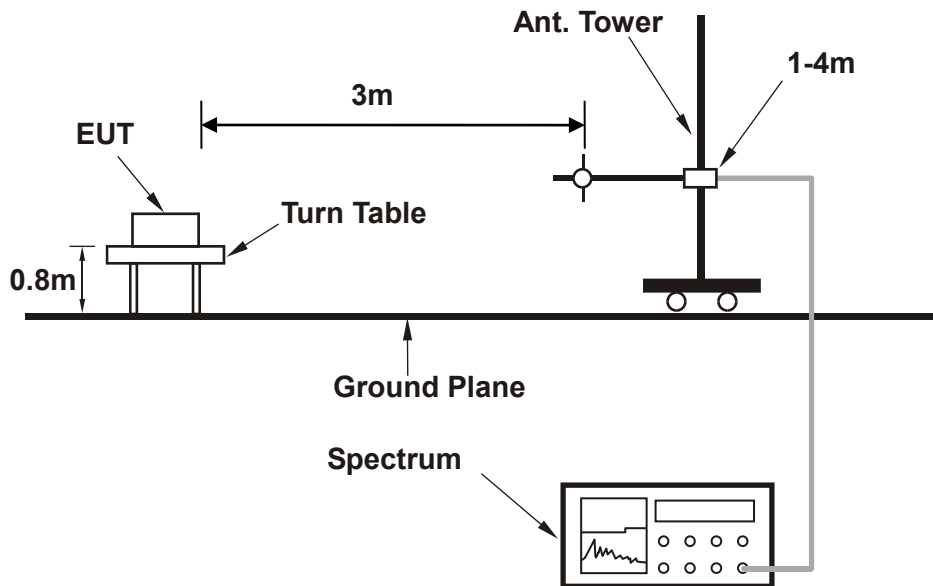 Ant. Tower
1-4m
3m
EUT
Turn Table
0.8m
Ground Plane
Spectrum